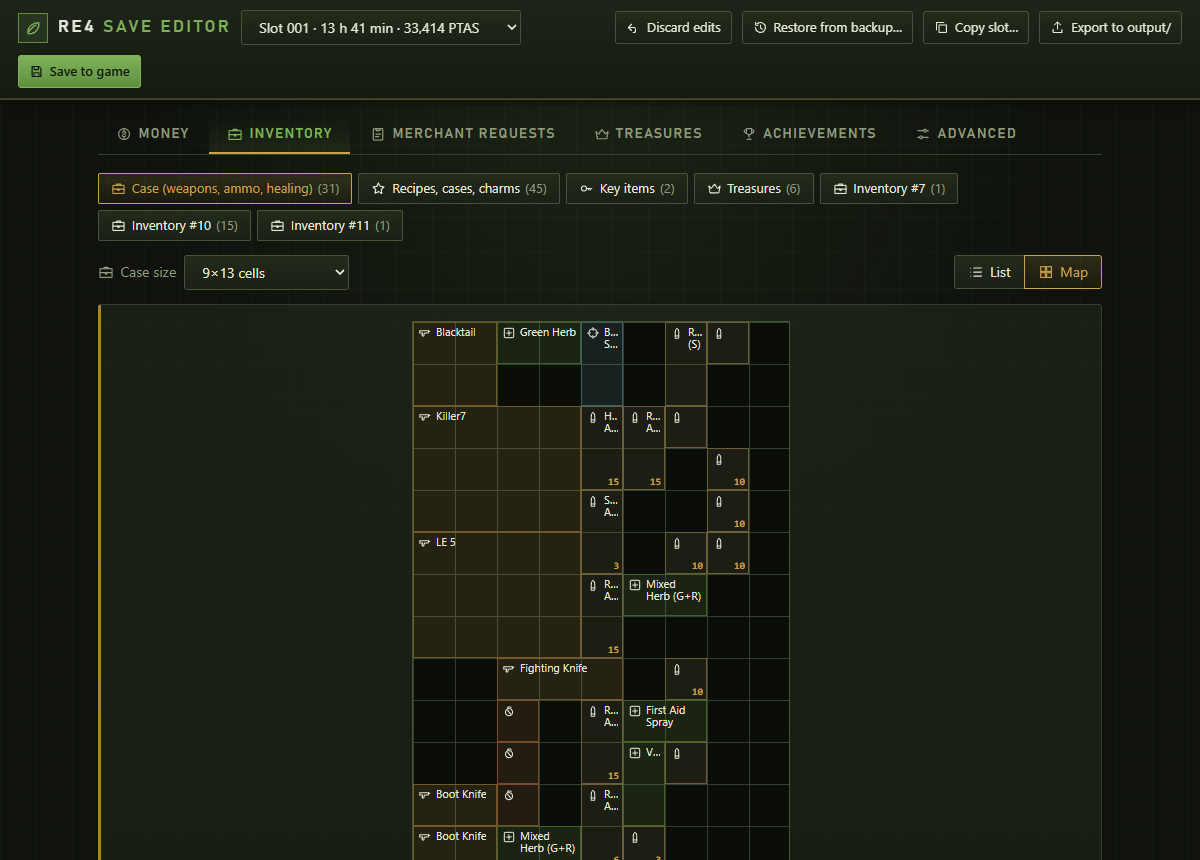 RE4 SAVE EDITOR
Slot 001 · 13 h 41 min · 33,414 PTAS
Discard edits
Restore from backup...
Copy slot...
Export to output/
Save to game
MONEY
INVENTORY
MERCHANT REQUESTS
TREASURES
ACHIEVEMENTS
ADVANCED
Case (weapons, ammo, healing) (31)
Recipes, cases, charms (45)
Key items (2)
Treasures (6)
Inventory #7 (1)
Inventory #10 (15)
Inventory #11 (1)
Case size
9×13 cells
List
Map
Blacktail
Green Herb
B...
S...
R...
(S)
Killer7
H...
A...
R...
A...
15
15
10
S...
A...
10
LE 5
3
10
10
R...
A...
Mixed
Herb (G+R)
15
Fighting Knife
10
R...
A...
First Aid
Spray
V...
15
Boot Knife
R...
A...
Boot Knife
Mixed
Herb (G+R)